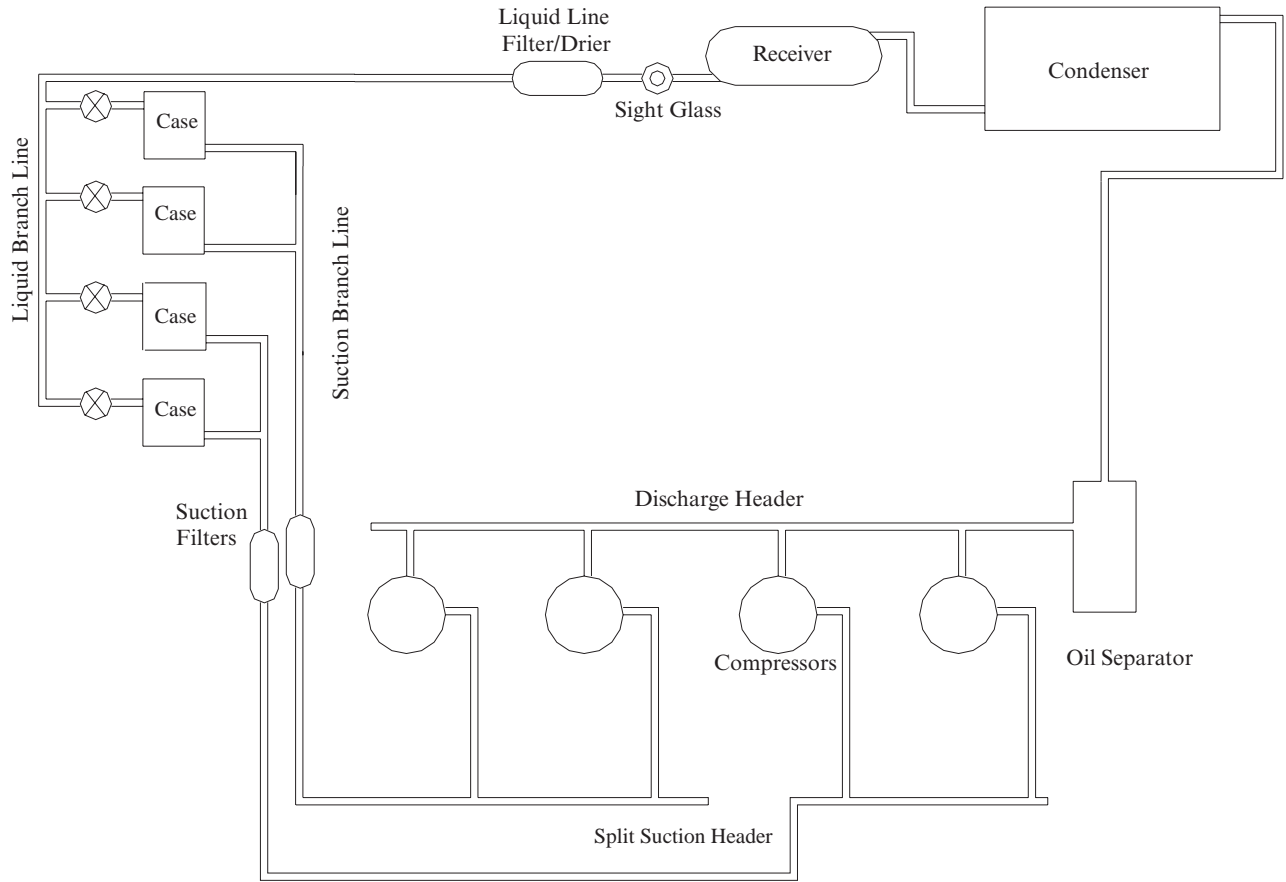 Liquid Line
Filter/Drier
Receiver
Condenser
Sight Glass
Case
Case
Case
Case
Liquid Branch Line
Suction Branch Line
Suction
Filters
Discharge Header
Compressors
Oil Separator
Split Suction Header